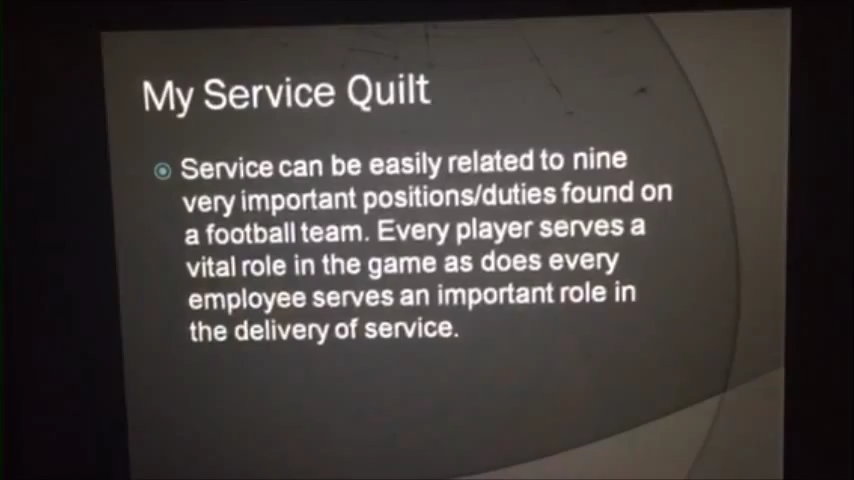 My Service Quilt
Service can be easily related to nine
very important positions/duties found on
a football team. Every player serves a
vital role in the game as does every
employee serves an important role in
the delivery of service.